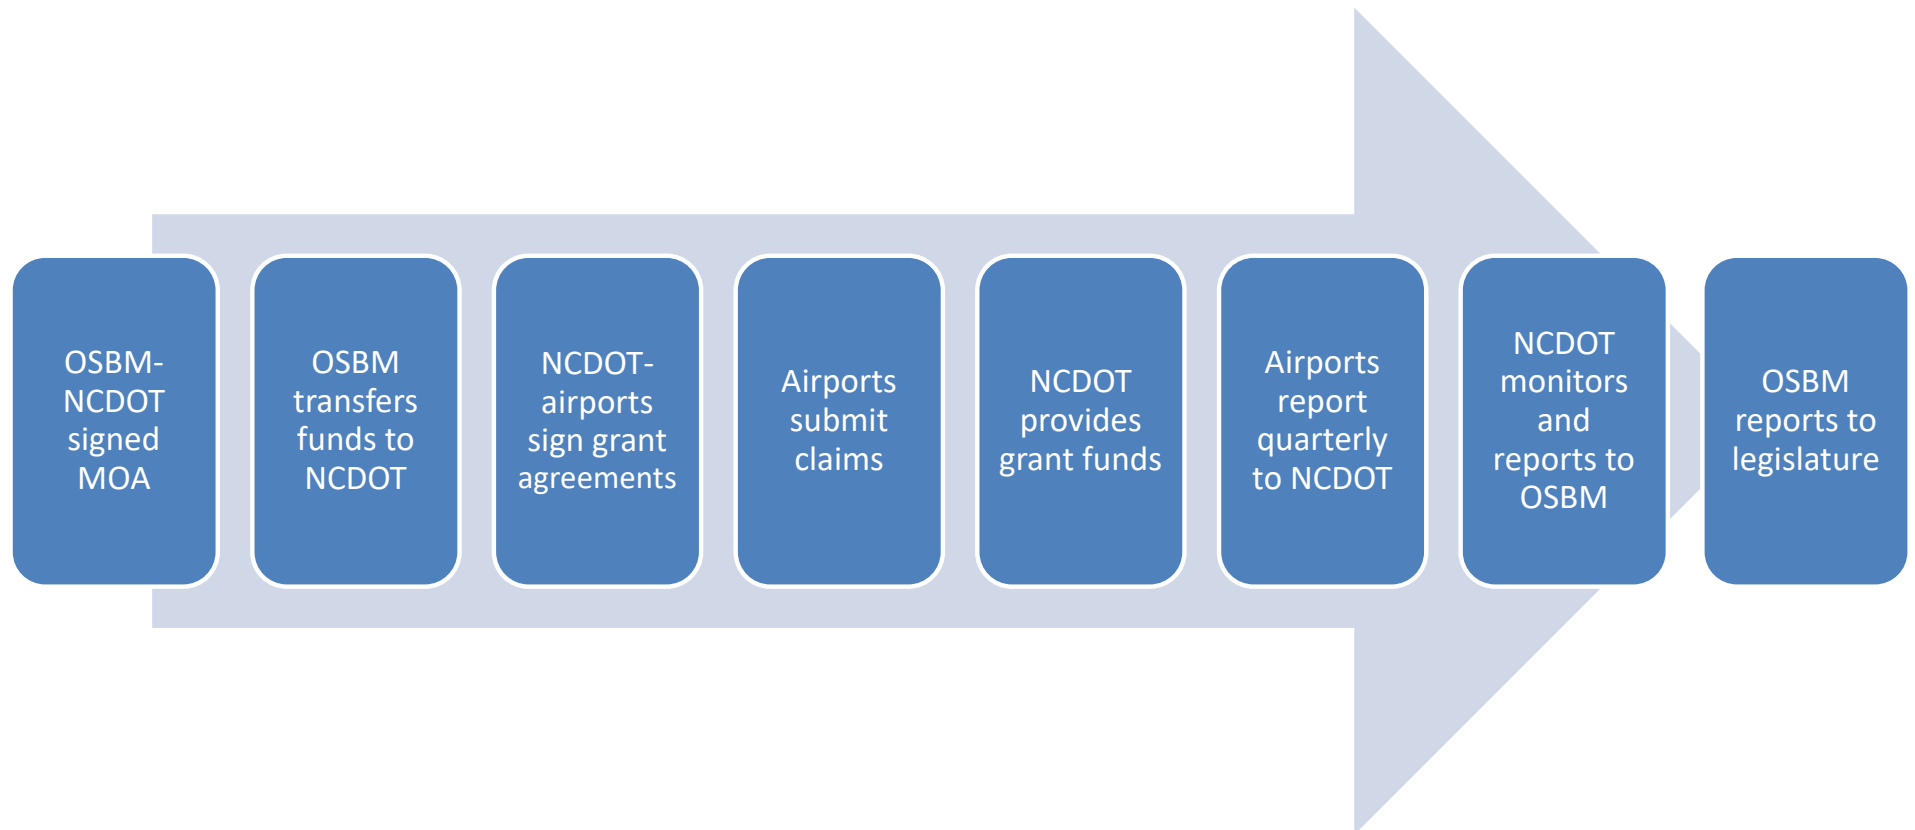 OSBM-
NCDOT
signed
MOA
OSBM
transfers
funds to
NCDOT
NCDOT-
airports
sign grant
agreements
Airports
submit
claims
NCDOT
provides
grant funds
Airports
report
quarterly
to NCDOT
NCDOT
monitors
and
reports to
OSBM
OSBM
reports to
legislature